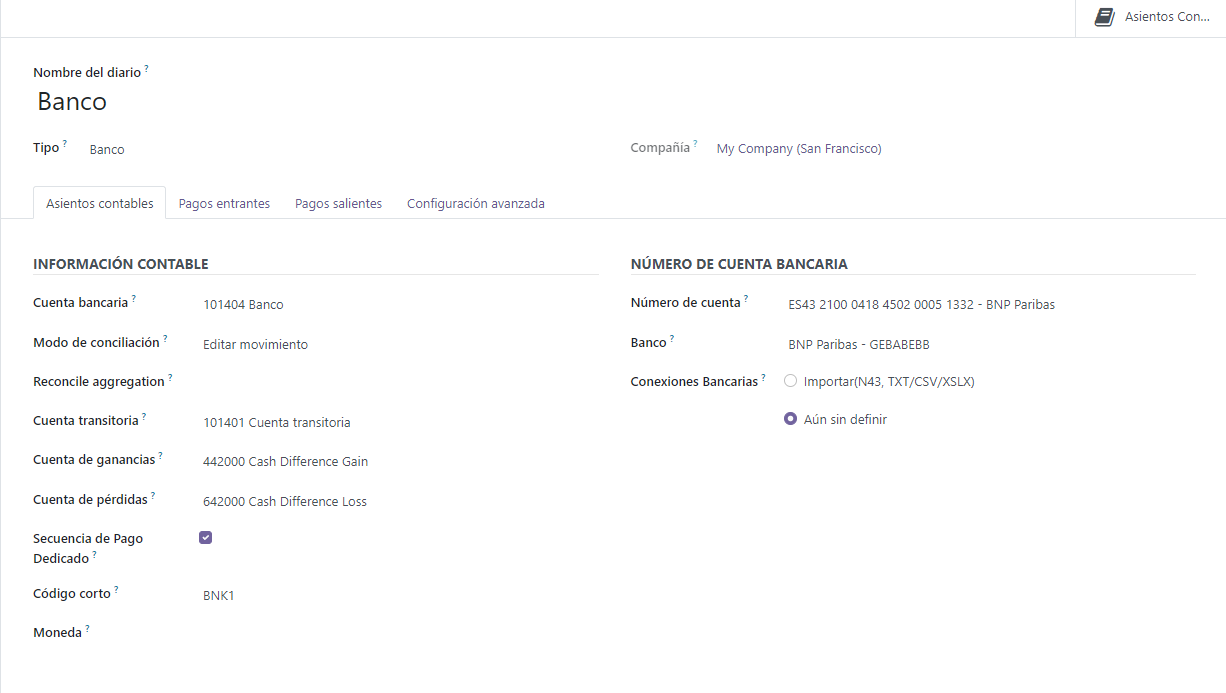 Asientos Con...
Nombre del diario ?
Banco
Tipo ? Banco
Compañía ? My Company (San Francisco)
Asientos contables Pagos entrantes Pagos salientes Configuración avanzada
INFORMACIÓN CONTABLE
Cuenta bancaria ? 101404 Banco
Modo de conciliación ? Editar movimiento
Reconcile aggregation ?
Cuenta transitoria ? 101401 Cuenta transitoria
Cuenta de ganancias ? 442000 Cash Difference Gain
Cuenta de pérdidas ? 642000 Cash Difference Loss
Secuencia de Pago
Dedicado ?
Código corto ? BNK1
Moneda ?
NÚMERO DE CUENTA BANCARIA
Número de cuenta ? ES43 2100 0418 4502 0005 1332 - BNP Paribas
Banco ? BNP Paribas - GEBABEBB
Conexiones Bancarias ? Importar(N43, TXT/CSV/XSLX)
Aún sin definir